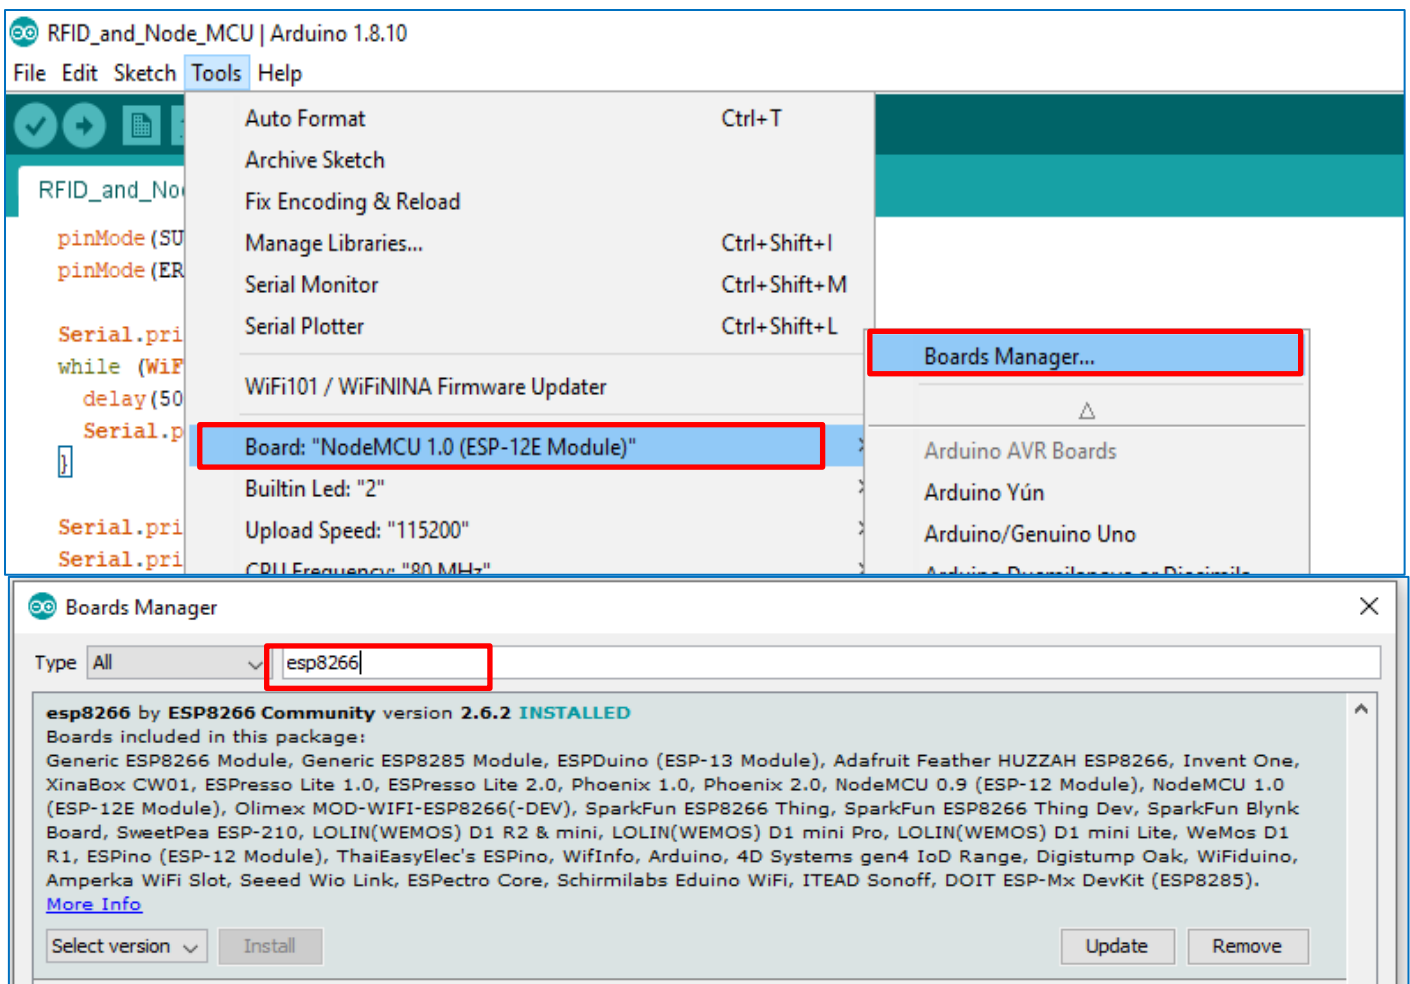 RFID_and_Node_MCU | Arduino 1.8.10
File Edit Sketch Tools Help
Auto Format Ctrl+T
Archive Sketch
RFID_and_No
Fix Encoding & Reload
pinMode(SU
Manage Libraries... Ctrl+Shift+I
pinMode(ER
Serial Monitor Ctrl+Shift+M
Serial Plotter Ctrl+Shift+L
Serial.pri
Boards Manager...
while (WiF
WiFi101 / WiFiNINA Firmware Updater
delay(50
Serial.p
Board: "NodeMCU 1.0 (ESP-12E Module)"
Arduino AVR Boards
}
Builtin Led: "2"
Arduino Yún
Serial.pri
Upload Speed: "115200"
Arduino/Genuino Uno
Serial.pri
CPU Frequency: "80 MHz"
Arduino Duemilanove or Diecimila
Boards Manager
Type All esp8266
esp8266 by ESP8266 Community version 2.6.2 INSTALLED
Boards included in this package:
Generic ESP8266 Module, Generic ESP8285 Module, ESPDuino (ESP-13 Module), Adafruit Feather HUZZAH ESP8266, Invent One,
XinaBox CW01, ESPresso Lite 1.0, ESPresso Lite 2.0, Phoenix 1.0, Phoenix 2.0, NodeMCU 0.9 (ESP-12 Module), NodeMCU 1.0
(ESP-12E Module), Olimex MOD-WIFI-ESP8266(-DEV), SparkFun ESP8266 Thing, SparkFun ESP8266 Thing Dev, SparkFun Blynk
Board, SweetPea ESP-210, LOLIN(WEMOS) D1 R2 & mini, LOLIN(WEMOS) D1 mini Pro, LOLIN(WEMOS) D1 mini Lite, WeMos D1
R1, ESPino (ESP-12 Module), ThaiEasyElec's ESPino, WifInfo, Arduino, 4D Systems gen4 IoD Range, Digistump Oak, WiFiduino,
Amperka WiFi Slot, Seeed Wio Link, ESPectro Core, Schirmilabs Eduino WiFi, ITEAD Sonoff, DOIT ESP-Mx DevKit (ESP8285).
More Info
Select version Install Update Remove